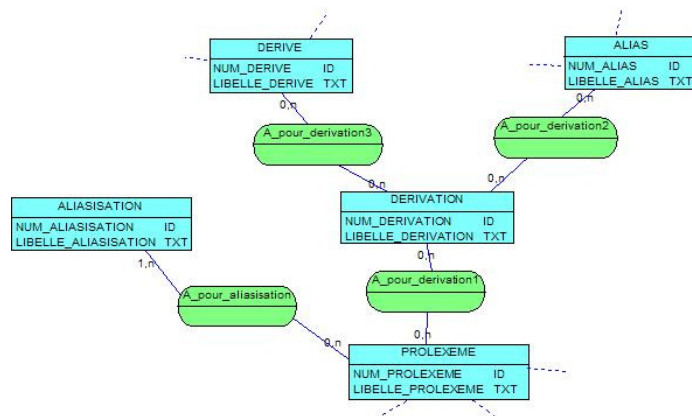 DERIVE
NUM_DERIVE ID
LIBELLE_DERIVE TXT
ALIAS
NUM_ALIAS ID
LIBELLE_ALIAS TXT
0,n
0,n
A_pour_derivation3
A_pour_derivation2
0,n
0,n
ALIASISATION
NUM_ALIASISATION ID
LIBELLE_ALIASISATION TXT
DERIVATION
NUM_DERIVATION ID
LIBELLE_DERIVATION TXT
1,n
0,n
A_pour_aliasisation
A_pour_derivation1
0,n
0,n
PROLEXEME
NUM_PROLEXEME ID
LIBELLE_PROLEXEME TXT